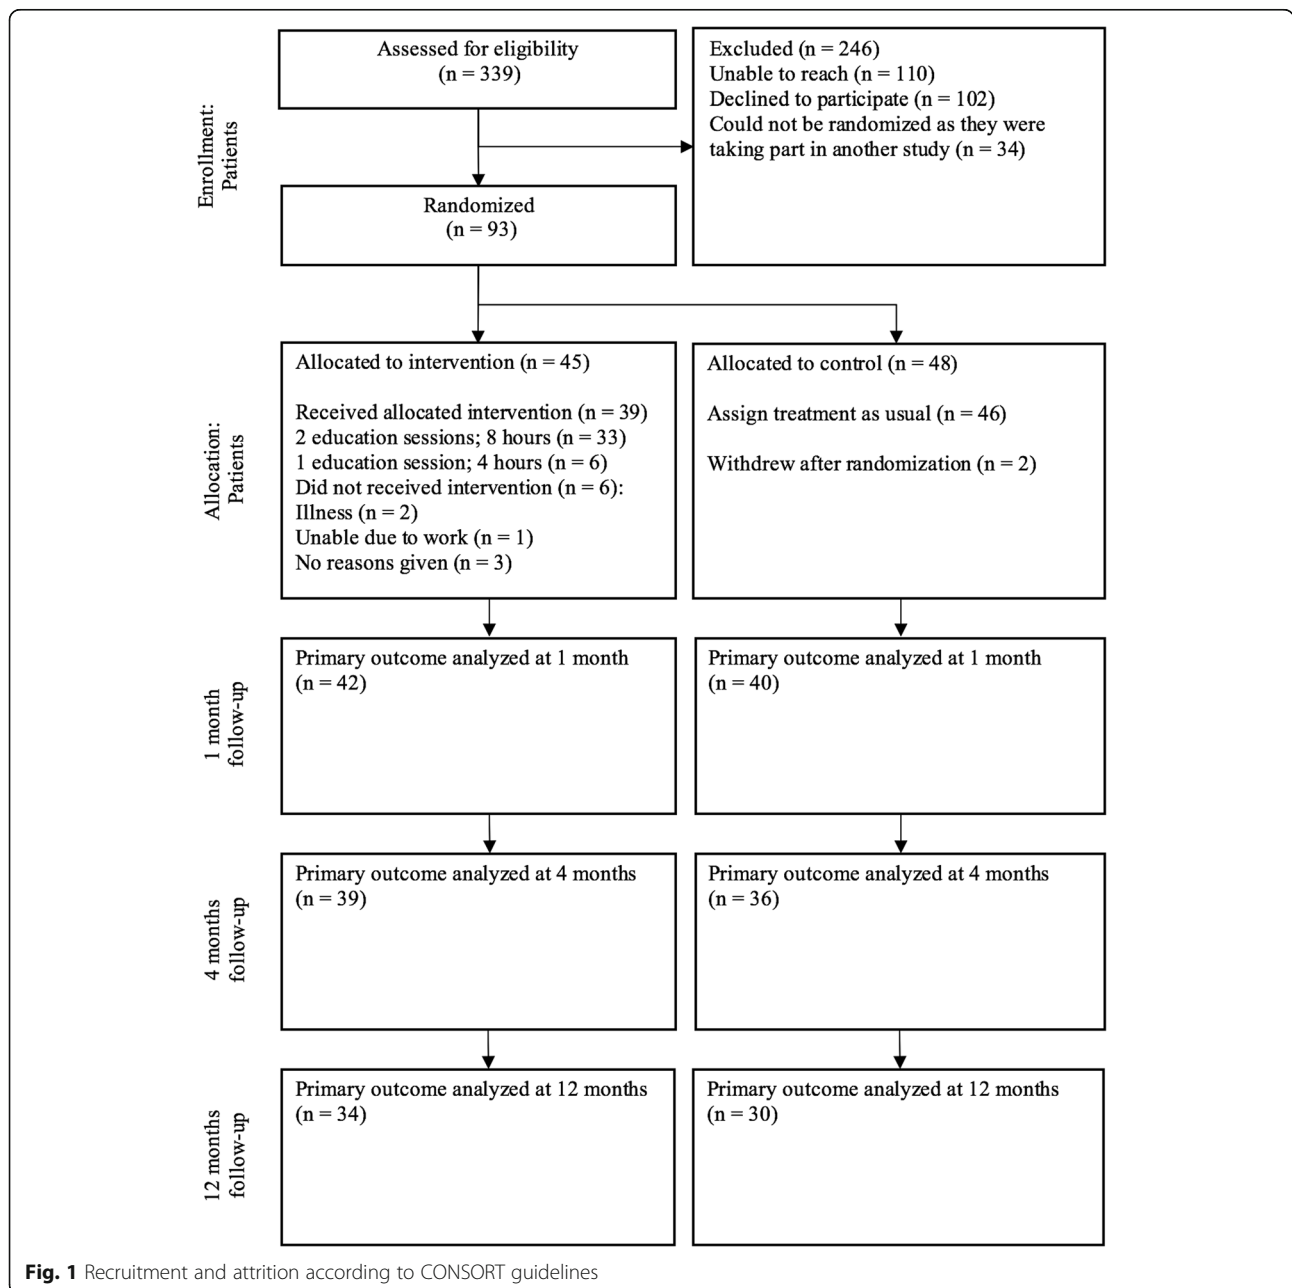 Enrollment:
Patients
Assessed for eligibility
(n = 339)
Excluded (n = 246)
Unable to reach (n = 110)
Declined to participate (n = 102)
Could not be randomized as they were
taking part in another study (n = 34)
Randomized
(n = 93)
Allocation:
Patients
Allocated to intervention (n = 45)
Received allocated intervention (n = 39)
2 education sessions; 8 hours (n = 33)
1 education session; 4 hours (n = 6)
Did not received intervention (n = 6):
Illness (n = 2)
Unable due to work (n = 1)
No reasons given (n = 3)
Allocated to control (n = 48)
Assign treatment as usual (n = 46)
Withdrew after randomization (n = 2)
1 month
follow-up
Primary outcome analyzed at 1 month
(n = 42)
Primary outcome analyzed at 1 month
(n = 40)
4 months
follow-up
Primary outcome analyzed at 4 months
(n = 39)
Primary outcome analyzed at 4 months
(n = 36)
12 months
follow-up
Primary outcome analyzed at 12 months
(n = 34)
Primary outcome analyzed at 12 months
(n = 30)
Fig. 1 Recruitment and attrition according to CONSORT guidelines